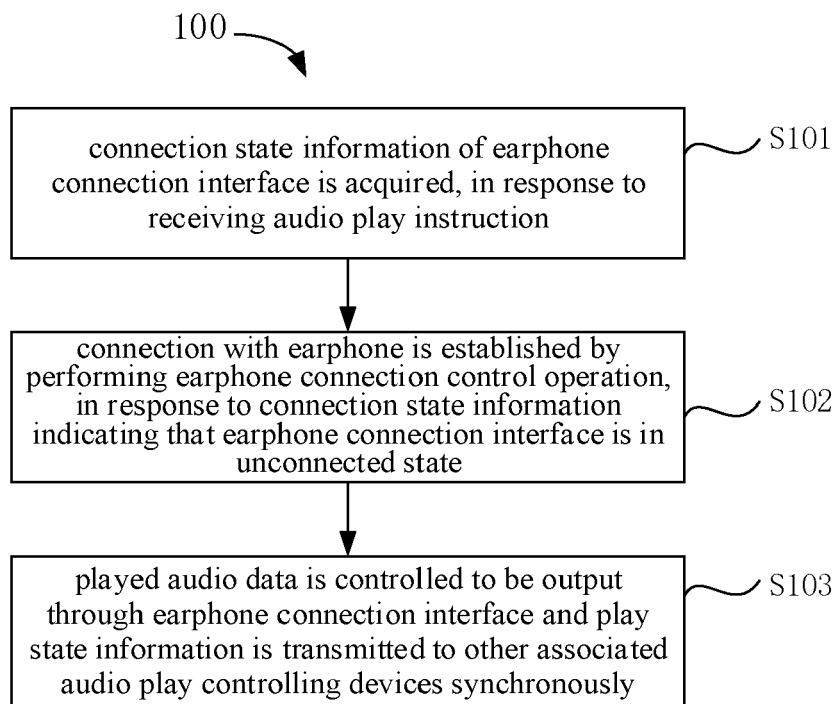 100
connection state information of earphone
connection interface is acquired, in response to
receiving audio play instruction
S101
connection with earphone is established by
performing earphone connection control operation,
in response to connection state information
indicating that earphone connection interface is in
unconnected state
S102
played audio data is controlled to be output
through earphone connection interface and play
state information is transmitted to other associated
audio play controlling devices synchronously
S103